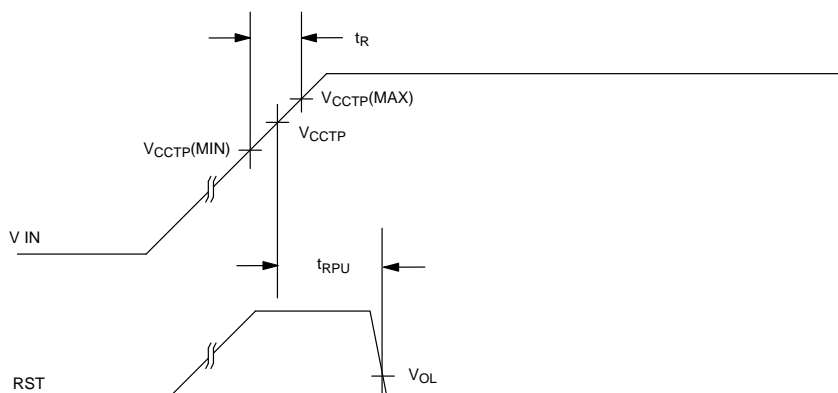 tR
VCCTP(MAX)
VCCTP
VCCTP(MIN)
V IN
tRPU
RST
VOL